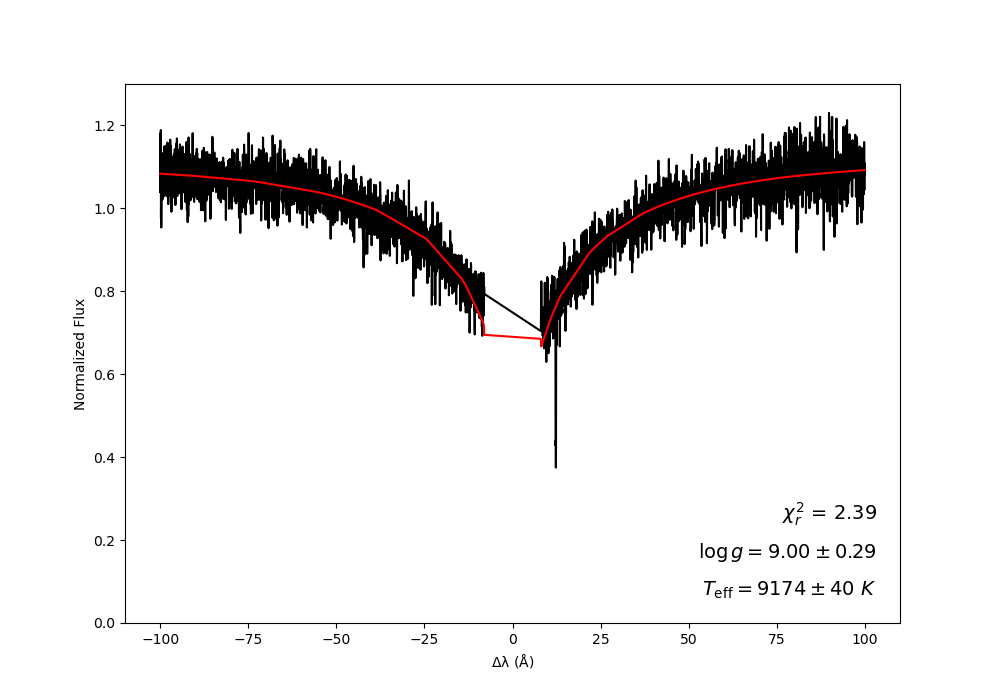 1.2
1.0
0.8
0.6
0.4
0.2
0.0
Normalized Flux
χ²ᵣ = 2.39
log g = 9.00 ± 0.29
T_eff = 9174 ± 40 K
−100 −75 −50 −25 0 25 50 75 100
Δλ (Å)